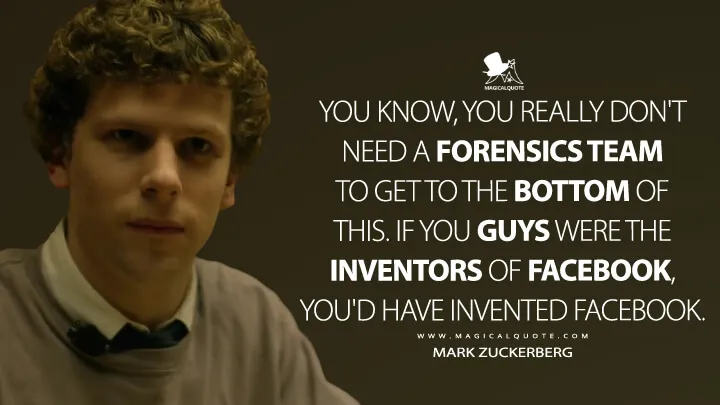 MAGICALQUOTE
YOU KNOW, YOU REALLY DON'T
NEED A FORENSICS TEAM
TO GET TO THE BOTTOM OF
THIS. IF YOU GUYS WERE THE
INVENTORS OF FACEBOOK,
YOU'D HAVE INVENTED FACEBOOK.
WWW.MAGICALQUOTE.COM
MARK ZUCKERBERG